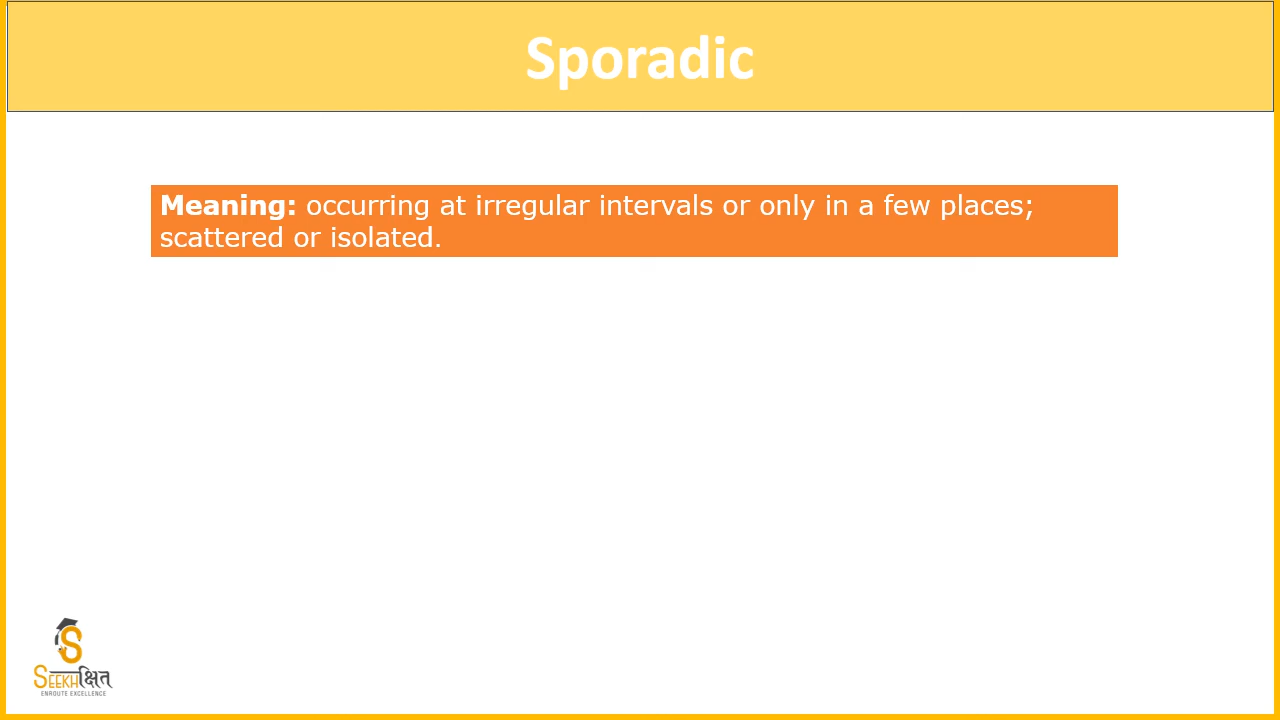 Sporadic
Meaning: occurring at irregular intervals or only in a few places;
scattered or isolated.
S
SEEKHक्षित
ENROUTE EXCELLENCE